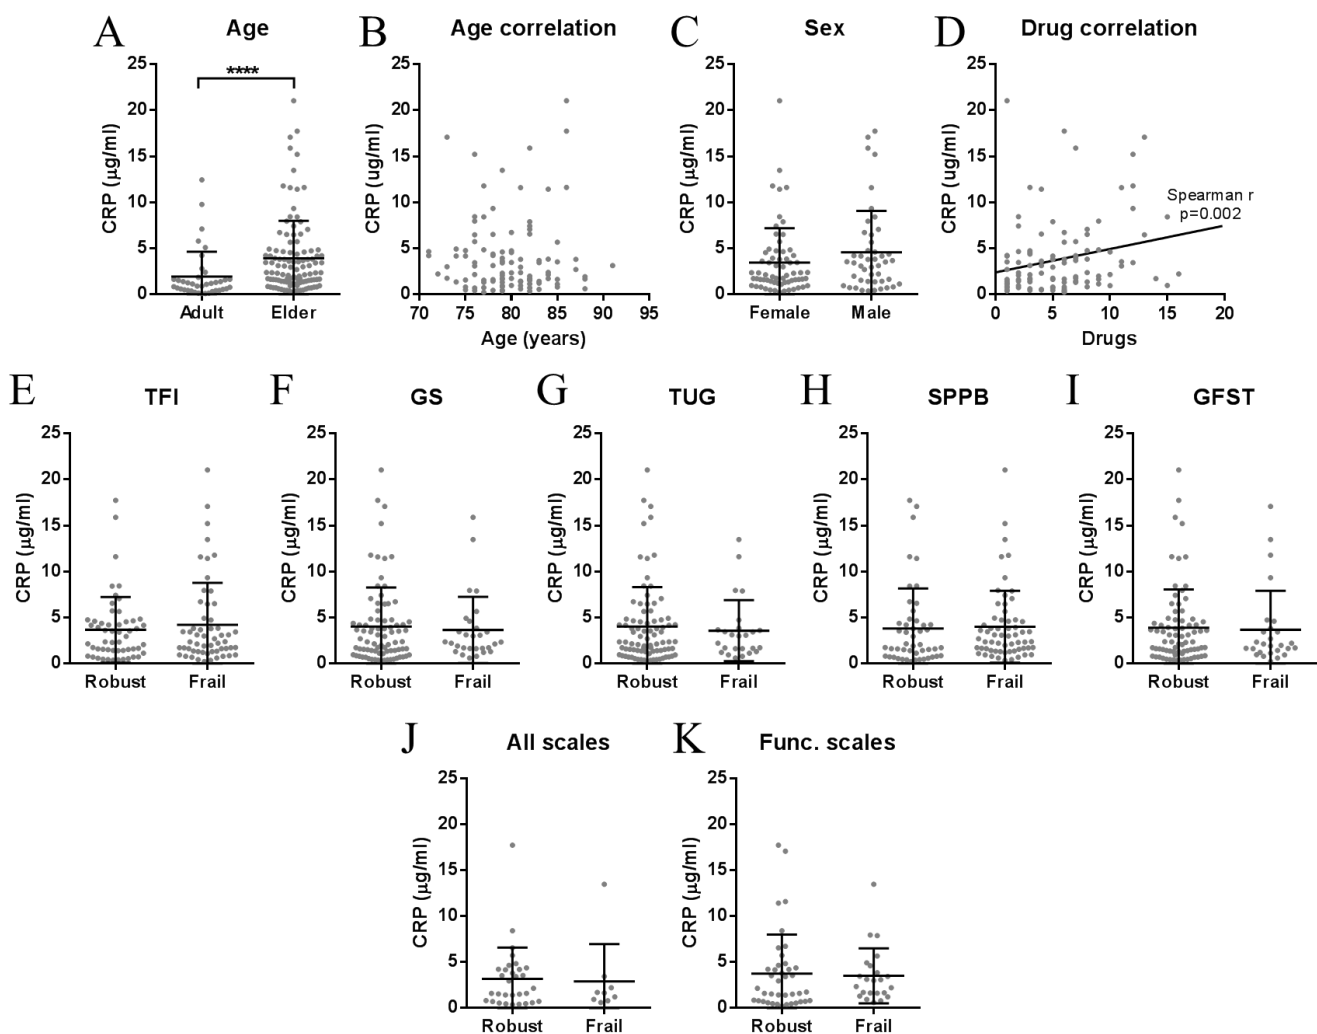 A Age
CRP (μg/ml)
25
20
15
10
5
0
****
Adult Elder
B Age correlation
CRP (ug/ml)
25
20
15
10
5
0
70 75 80 85 90 95
Age (years)
C Sex
CRP (μg/ml)
25
20
15
10
5
0
Female Male
D Drug correlation
CRP (ug/ml)
25
20
15
10
5
0
Spearman r
p=0.002
0 5 10 15 20
Drugs
E TFI
CRP (μg/ml)
25
20
15
10
5
0
Robust Frail
F GS
CRP (μg/ml)
25
20
15
10
5
0
Robust Frail
G TUG
CRP (μg/ml)
25
20
15
10
5
0
Robust Frail
H SPPB
CRP (μg/ml)
25
20
15
10
5
0
Robust Frail
I GFST
CRP (μg/ml)
25
20
15
10
5
0
Robust Frail
J All scales
CRP (μg/ml)
25
20
15
10
5
0
Robust Frail
K Func. scales
CRP (μg/ml)
25
20
15
10
5
0
Robust Frail